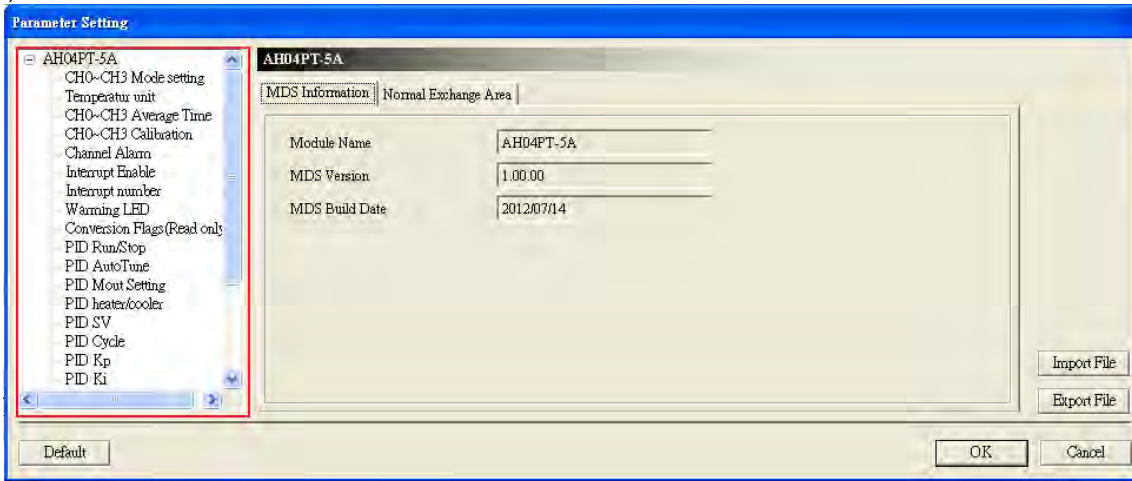 Parameter Setting
AH04PT-5A
CH0~CH3 Mode setting
Temperatur unit
CH0~CH3 Average Time
CH0~CH3 Calibration
Channel Alarm
Interrupt Enable
Interrupt number
Warming LED
Conversion Flags(Read only
PID Run/Stop
PID AutoTune
PID Mout Setting
PID heater/cooler
PID SV
PID Cycle
PID Kp
PID Ki
AH04PT-5A
MDS Information Normal Exchange Area
Module Name AH04PT-5A
MDS Version 1.00.00
MDS Build Date 2012/07/14
Import File
Export File
Default OK Cancel